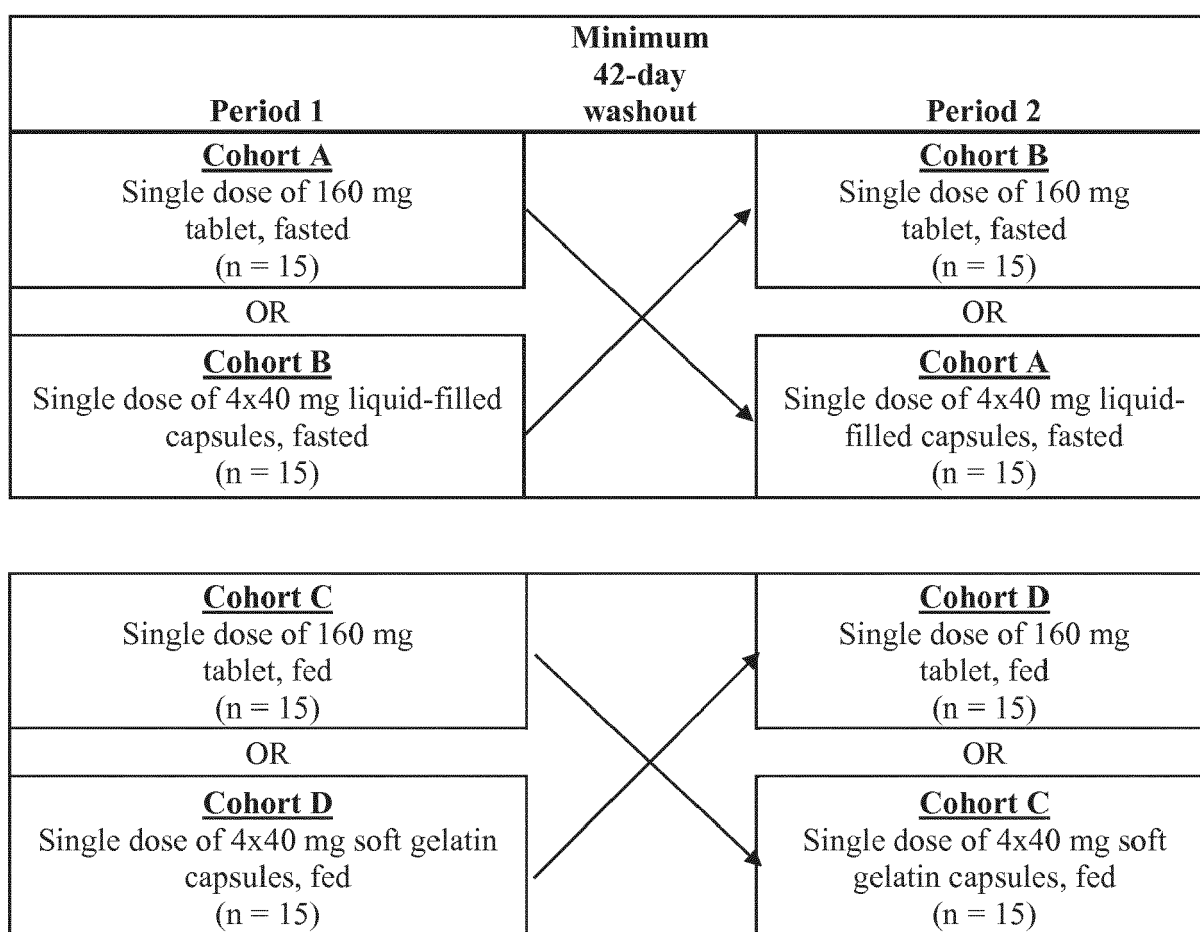 Minimum
42-day
Period 1 washout Period 2
Cohort A
Single dose of 160 mg
tablet, fasted
(n = 15)
OR
Cohort B
Single dose of 4x40 mg liquid-filled
capsules, fasted
(n = 15)
Cohort B
Single dose of 160 mg
tablet, fasted
(n = 15)
OR
Cohort A
Single dose of 4x40 mg liquid-
filled capsules, fasted
(n = 15)
Cohort C
Single dose of 160 mg
tablet, fed
(n = 15)
OR
Cohort D
Single dose of 4x40 mg soft gelatin
capsules, fed
(n = 15)
Cohort D
Single dose of 160 mg
tablet, fed
(n = 15)
OR
Cohort C
Single dose of 4x40 mg soft
gelatin capsules, fed
(n = 15)